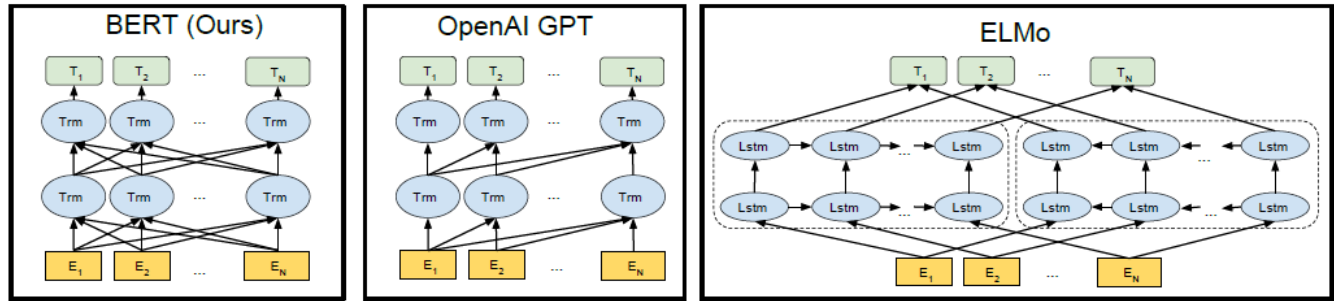 BERT (Ours)
T1 T2 ... TN
Trm Trm ... Trm
Trm Trm ... Trm
E1 E2 ... EN
OpenAI GPT
T1 T2 ... TN
Trm Trm ... Trm
Trm Trm ... Trm
E1 E2 ... EN
ELMo
T1 T2 ... TN
Lstm Lstm ... Lstm Lstm Lstm ... Lstm
Lstm Lstm ... Lstm Lstm Lstm ... Lstm
E1 E2 ... EN